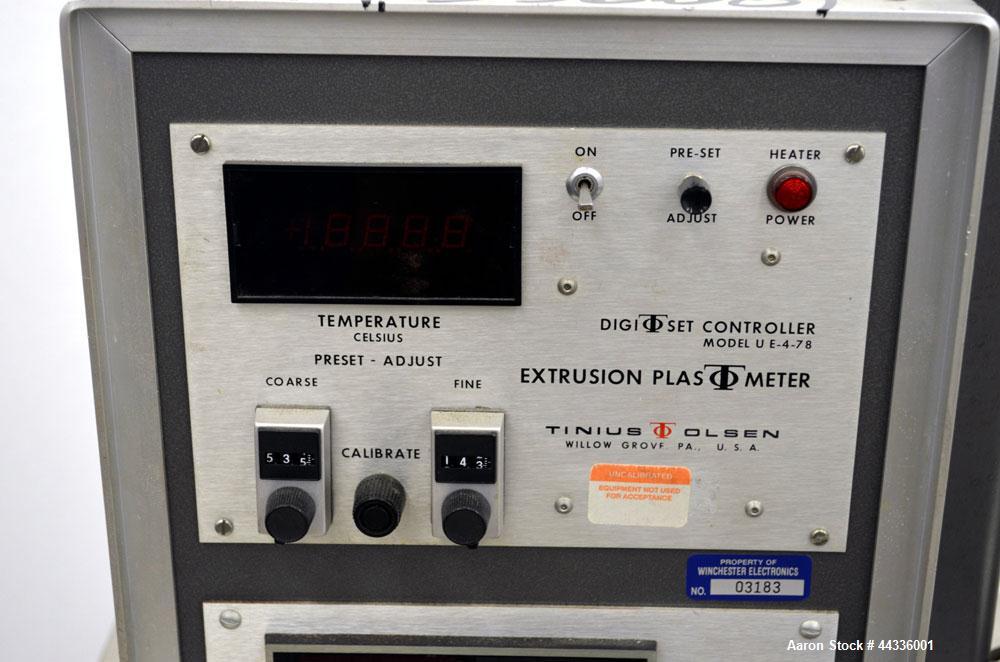 ON
PRE-SET
HEATER
OFF
ADJUST
POWER
+1.8.8.8.8
TEMPERATURE
CELSIUS
PRESET - ADJUST
COARSE
FINE
5 3 5
CALIBRATE
1 4 3
DIGI SET CONTROLLER
MODEL U E-4-78
EXTRUSION PLASTOMETER
TINIUS TO OLSEN
WILLOW GROVE PA., U. S. A.
UNCALIBRATED
EQUIPMENT NOT USED
FOR ACCEPTANCE
PROPERTY OF
WINCHESTER ELECTRONICS
NO. 03183
Aaron Stock # 44336001